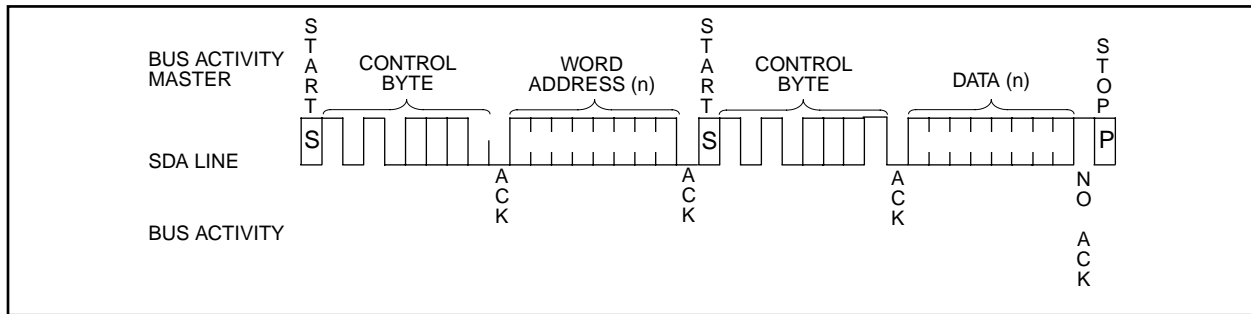 BUS ACTIVITY
MASTER
START
CONTROL
BYTE
WORD
ADDRESS (n)
START
CONTROL
BYTE
DATA (n)
STOP
SDA LINE
S
S
P
ACK
ACK
ACK
NO ACK
BUS ACTIVITY